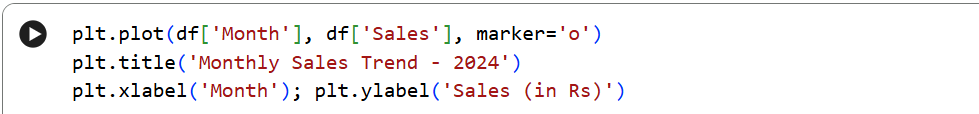 plt.plot(df['Month'], df['Sales'], marker='o')
plt.title('Monthly Sales Trend - 2024')
plt.xlabel('Month'); plt.ylabel('Sales (in Rs)')